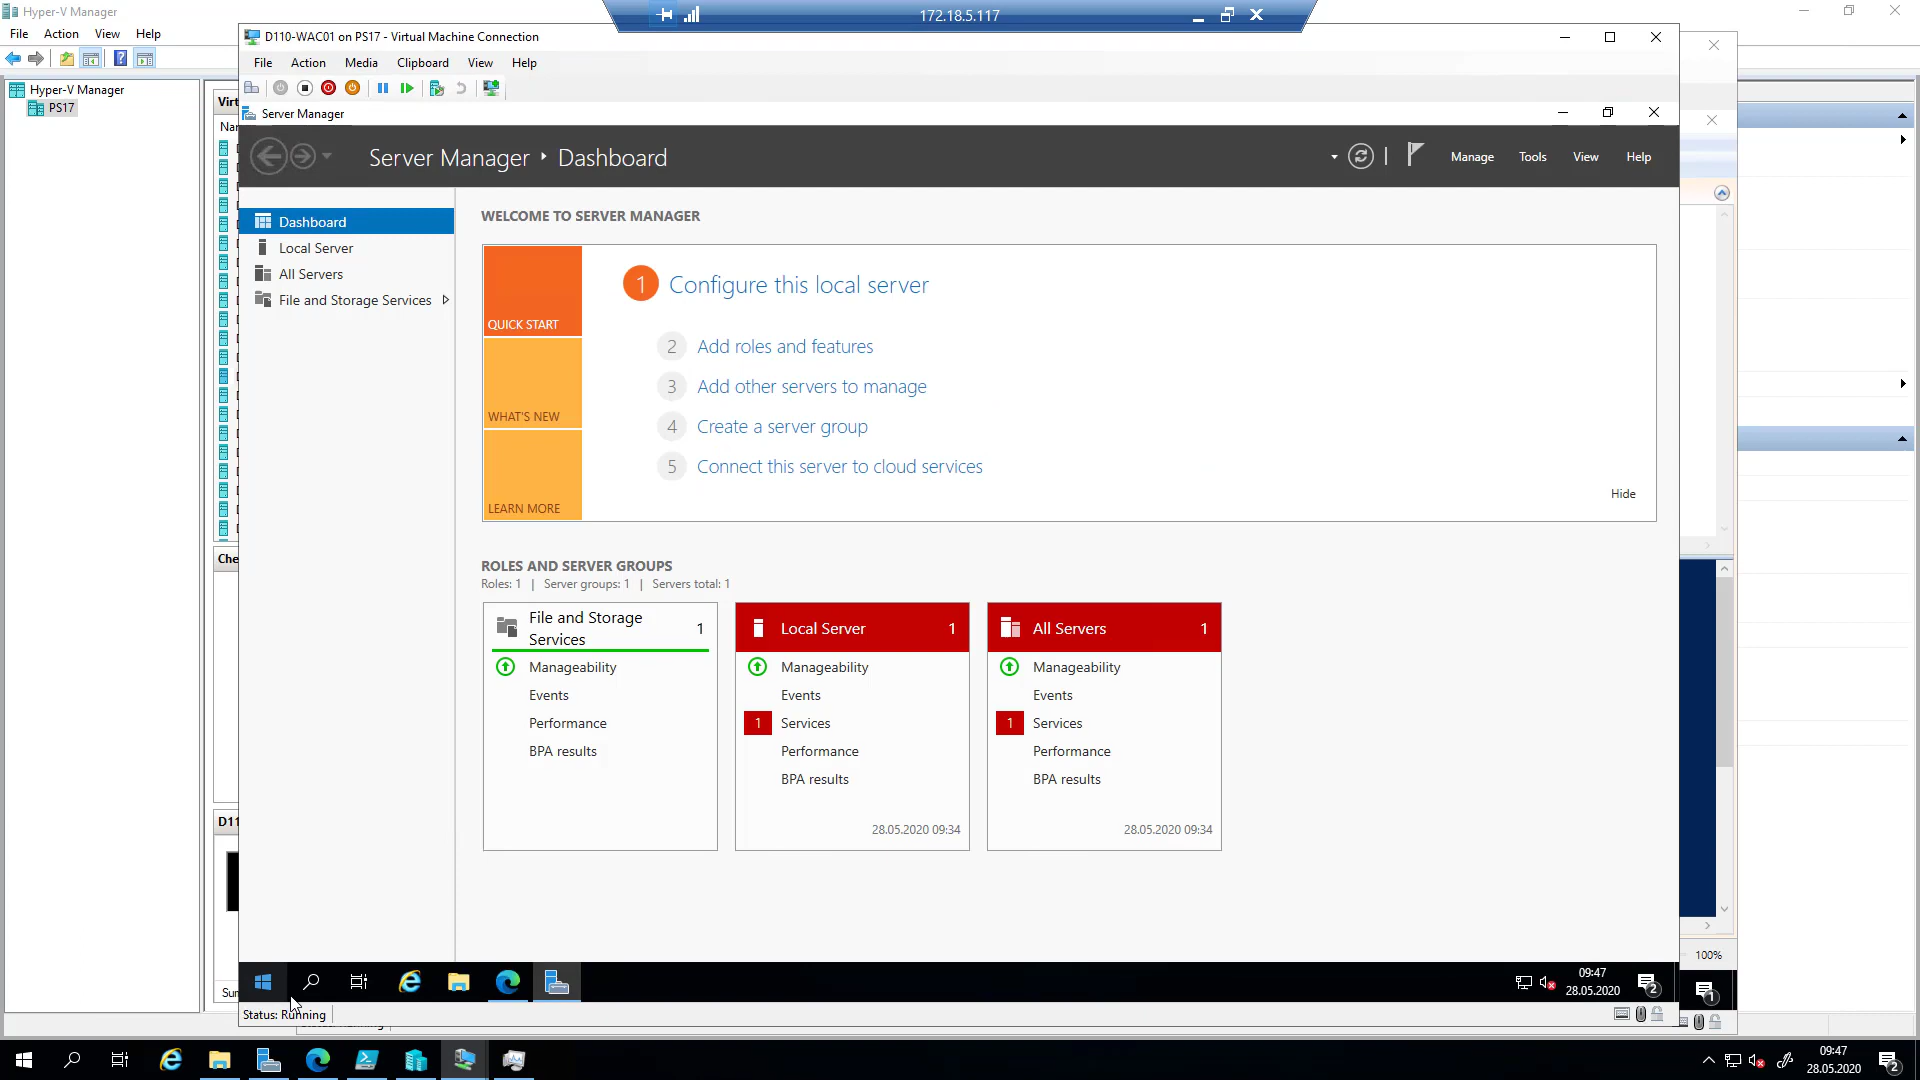 Hyper-V Manager
File Action View Help
172.18.5.117
D110-WAC01 on PS17 - Virtual Machine Connection
File Action Media Clipboard View Help
Hyper-V Manager
PS17
Server Manager
Server Manager Dashboard
Manage Tools View Help
Dashboard
Local Server
All Servers
File and Storage Services
WELCOME TO SERVER MANAGER
QUICK START
WHAT'S NEW
LEARN MORE
1 Configure this local server
2 Add roles and features
3 Add other servers to manage
4 Create a server group
5 Connect this server to cloud services
Hide
ROLES AND SERVER GROUPS
Roles: 1 | Server groups: 1 | Servers total: 1
File and Storage Services 1
Manageability
Events
Performance
BPA results
Local Server 1
Manageability
Events
1 Services
Performance
BPA results
28.05.2020 09:34
All Servers 1
Manageability
Events
1 Services
Performance
BPA results
28.05.2020 09:34
100%
09:47
28.05.2020
2
1
Status: Running
09:47
28.05.2020
2